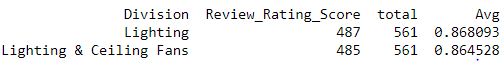 Division Review_Rating_Score total Avg
Lighting 487 561 0.868093
Lighting & Ceiling Fans 485 561 0.864528